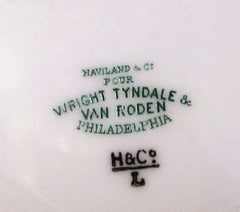 HAVILAND & Co
POUR
WRIGHT TYNDALE &
VAN RODEN
PHILADELPHIA
H&Co
L